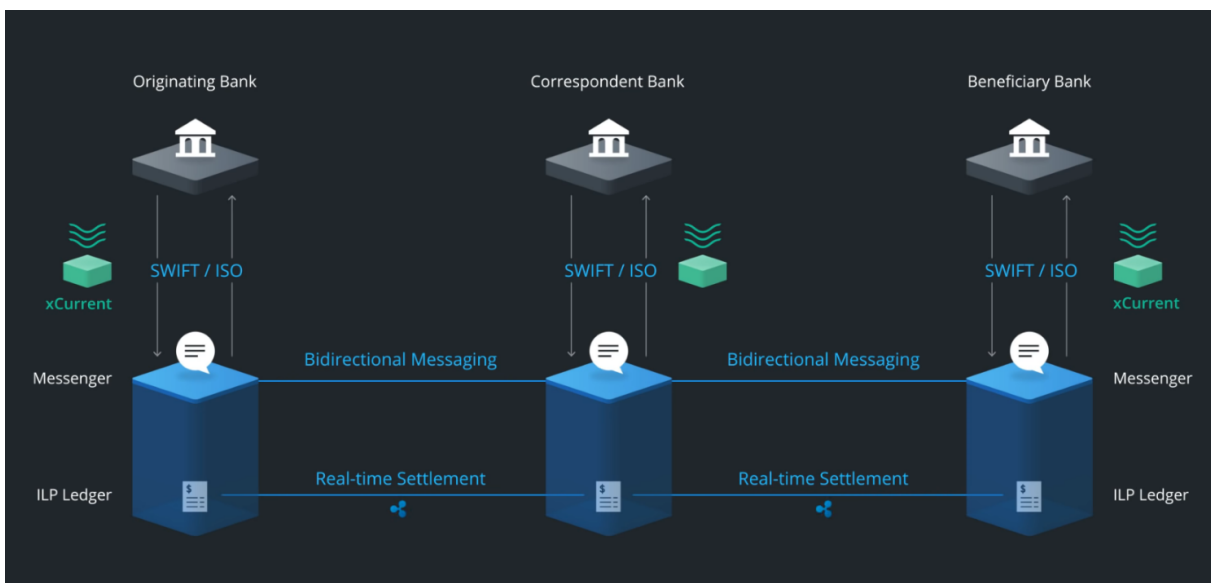 Originating Bank
Correspondent Bank
Beneficiary Bank
SWIFT / ISO
SWIFT / ISO
SWIFT / ISO
xCurrent
xCurrent
Bidirectional Messaging
Bidirectional Messaging
Messenger
Messenger
Real-time Settlement
Real-time Settlement
ILP Ledger
$
$
$
ILP Ledger